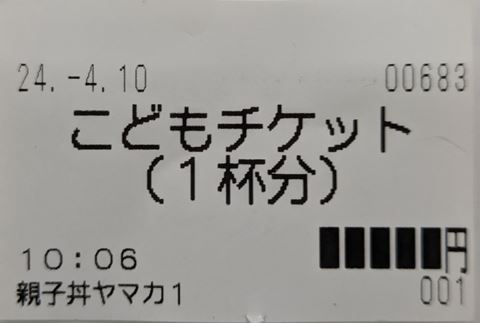 24.-4.10 00683
こどもチケット
(1杯分)
10:06 █████円
親子丼ヤマカ1 001